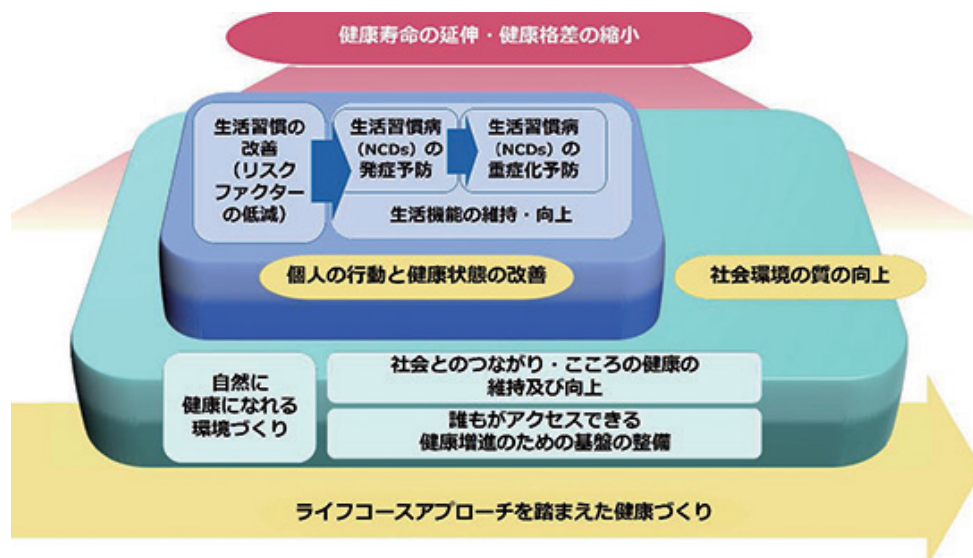 健康寿命の延伸・健康格差の縮小
生活習慣の
改善
(リスク
ファクター
の低減)
生活習慣病
(NCDs)の
発症予防
生活習慣病
(NCDs)の
重症化予防
生活機能の維持・向上
個人の行動と健康状態の改善
社会環境の質の向上
自然に
健康になれる
環境づくり
社会とのつながり・こころの健康の
維持及び向上
誰もがアクセスできる
健康増進のための基盤の整備
ライフコースアプローチを踏まえた健康づくり